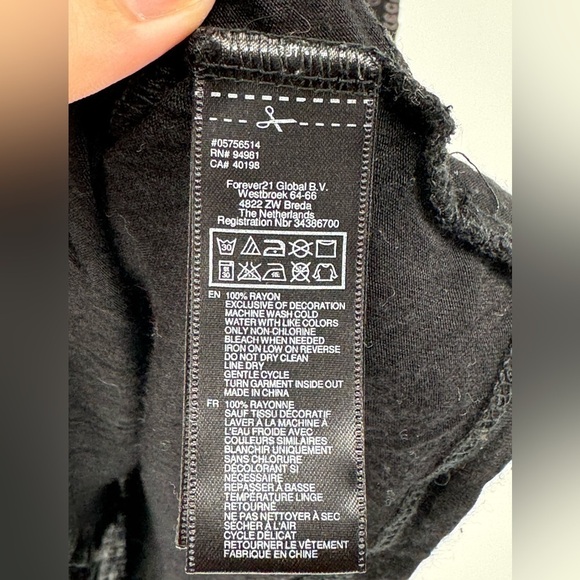 #05756514
RN# 94981
CA# 40198
Forever21 Global B.V.
Westbroek 64-66
4822 ZW Breda
The Netherlands
Registration Nbr 34386700
30
30
EN 100% RAYON
EXCLUSIVE OF DECORATION
MACHINE WASH COLD
WATER WITH LIKE COLORS
ONLY NON-CHLORINE
BLEACH WHEN NEEDED
IRON ON LOW ON REVERSE
DO NOT DRY CLEAN
LINE DRY
GENTLE CYCLE
TURN GARMENT INSIDE OUT
MADE IN CHINA
FR 100% RAYONNE
SAUF TISSU DÉCORATIF
LAVER À LA MACHINE À
L'EAU FROIDE AVEC
COULEURS SIMILAIRES
BLANCHIR UNIQUEMENT
SANS CHLORURE
DÉCOLORANT SI
NÉCESSAIRE
REPASSER À BASSE
TEMPÉRATURE LINGE
RETOURNÉ
NE PAS NETTOYER À SEC
SÉCHER À L'AIR
CYCLE DÉLICAT
RETOURNER LE VÊTEMENT
FABRIQUÉ EN CHINE